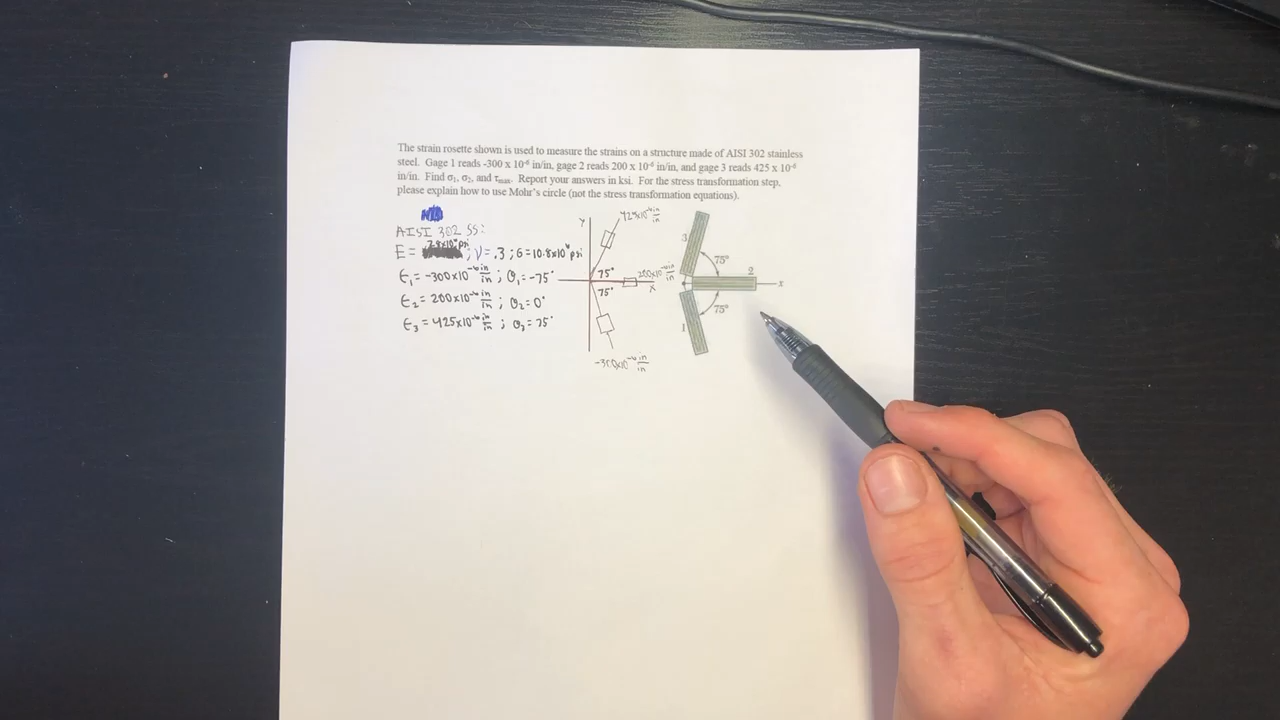 The strain rosette shown is used to measure the strains on a structure made of AISI 302 stainless
steel. Gage 1 reads -300 x 10⁻⁶ in/in, gage 2 reads 200 x 10⁻⁶ in/in, and gage 3 reads 425 x 10⁻⁶
in/in. Find σ₁, σ₂, and τmax. Report your answers in ksi. For the stress transformation step,
please explain how to use Mohr's circle (not the stress transformation equations).
AISI 302 SS:
E = psi ; ν = .3 ; G = 10.8x10⁶ psi
ϵ₁ = -300x10⁻⁶ in/in ; θ₁ = -75°
ϵ₂ = 200x10⁻⁶ in/in ; θ₂ = 0°
ϵ₃ = 425x10⁻⁶ in/in ; θ₃ = 75°
y
425x10⁻⁶ in/in
75°
200x10⁻⁶ in/in
x
75°
-300x10⁻⁶ in/in
3
75°
2
x
75°
1